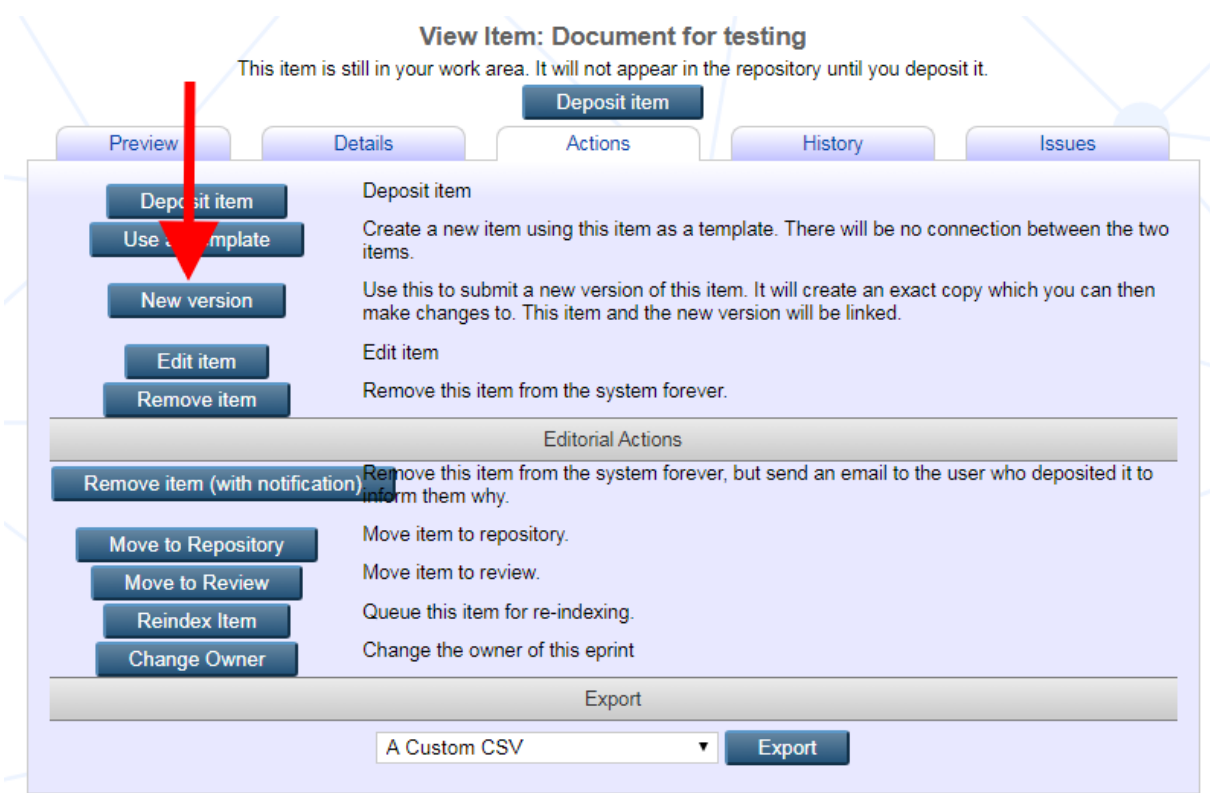 View Item: Document for testing
This item is still in your work area. It will not appear in the repository until you deposit it.
Deposit item
Preview
Details
Actions
History
Issues
Deposit item
Deposit item
Use a template
Create a new item using this item as a template. There will be no connection between the two
items.
New version
Use this to submit a new version of this item. It will create an exact copy which you can then
make changes to. This item and the new version will be linked.
Edit item
Edit item
Remove item
Remove this item from the system forever.
Editorial Actions
Remove item (with notification)
Remove this item from the system forever, but send an email to the user who deposited it to
inform them why.
Move to Repository
Move item to repository.
Move to Review
Move item to review.
Reindex Item
Queue this item for re-indexing.
Change Owner
Change the owner of this eprint
Export
A Custom CSV
Export